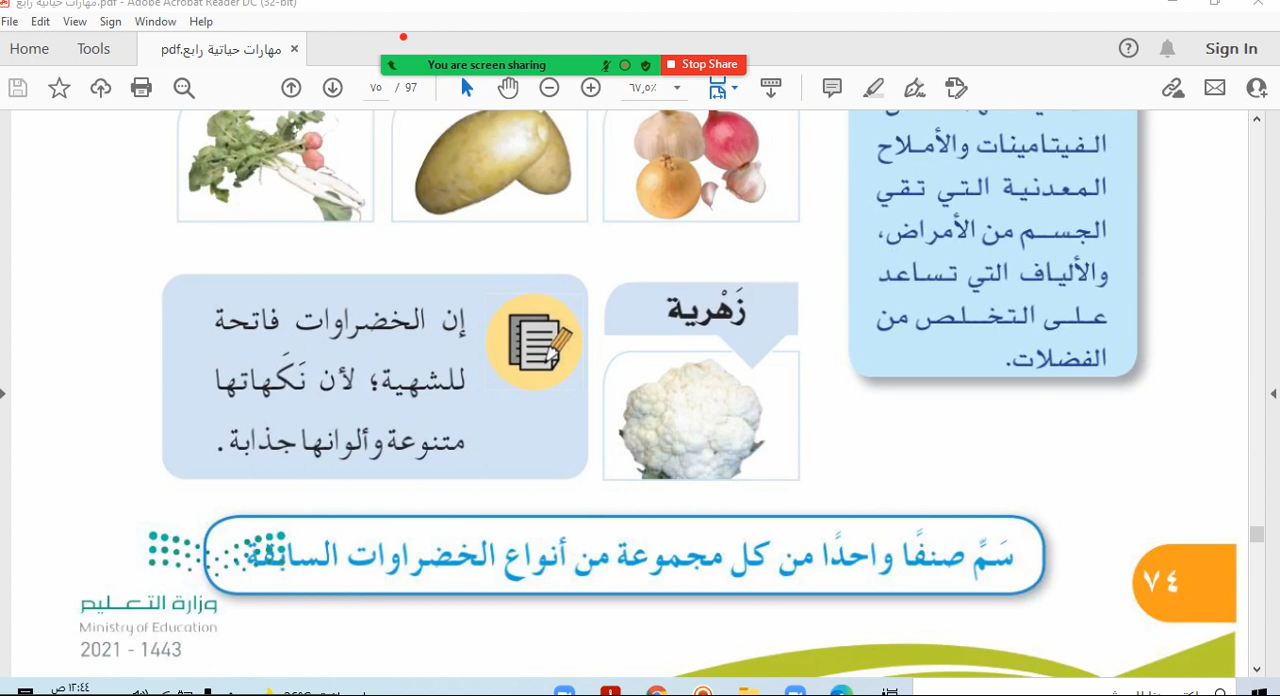 مهارات حياتية رابع.pdf - Adobe Acrobat Reader DC (32-bit)
File Edit View Sign Window Help
Home Tools مهارات حياتية رابع.pdf × Sign In
You are screen sharing Stop Share
٧٥ / 97 ٦٧,٥٪
الفيتامينات والأملاح
المعدنية التي تقي
الجسم من الأمراض،
والألياف التي تساعد
على التخلص من
الفضلات.
زَهْرية
إن الخضراوات فاتحة
للشهية؛ لأن نَكَهاتها
متنوعة وألوانها جذابة.
سَمِّ صنفًا واحدًا من كل مجموعة من أنواع الخضراوات السابقة
٧٤
وزارة التعليم
Ministry of Education
2021 - 1443
١٢:٤٤ ص